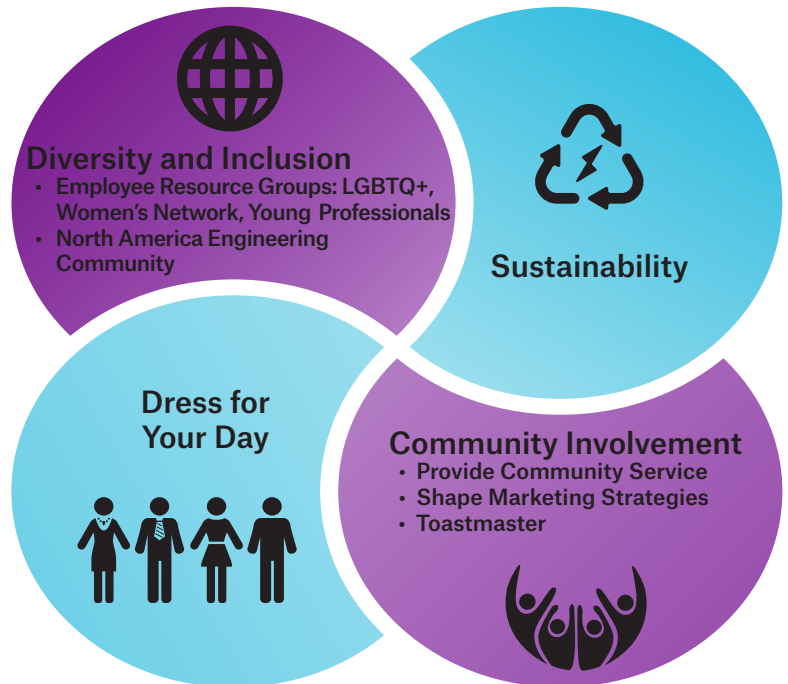 Diversity and Inclusion
• Employee Resource Groups: LGBTQ+,
Women's Network, Young Professionals
• North America Engineering
Community
Sustainability
Dress for
Your Day
Community Involvement
• Provide Community Service
• Shape Marketing Strategies
• Toastmaster